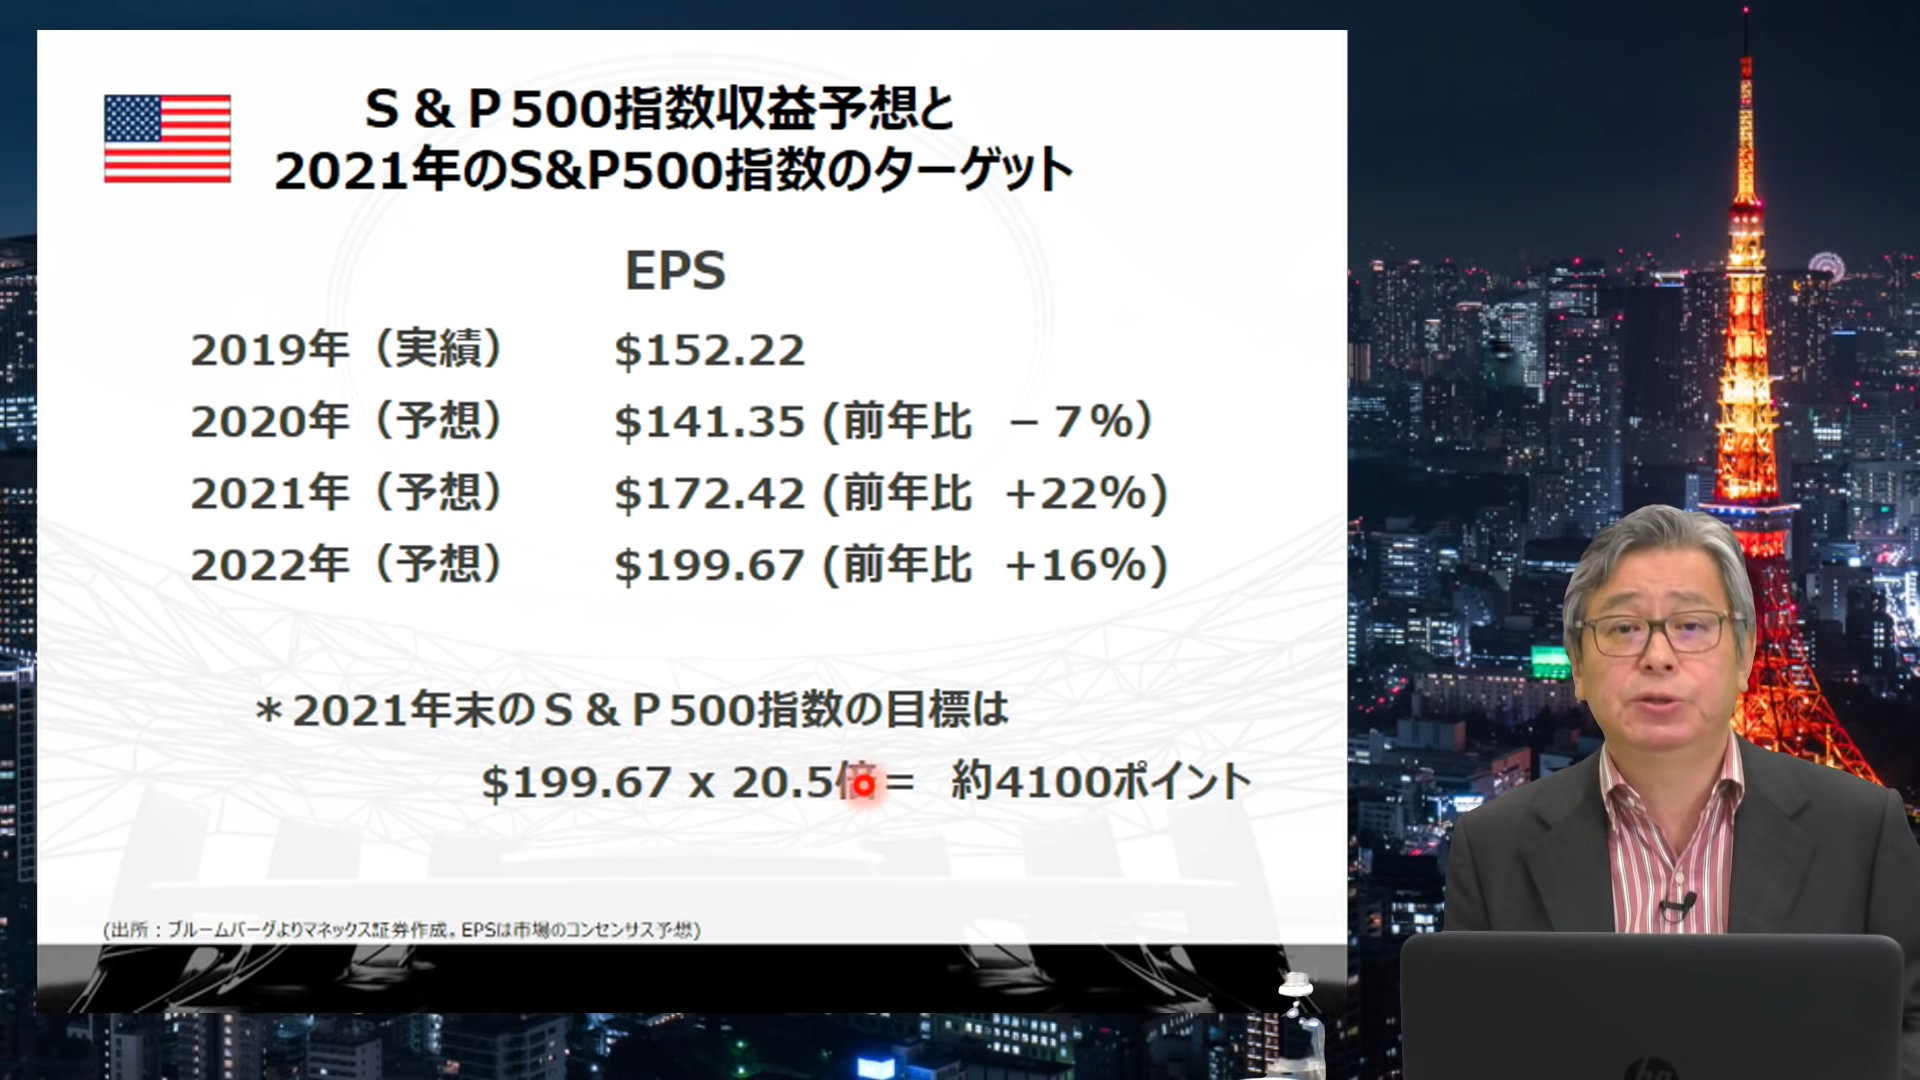 S＆P500指数収益予想と
2021年のS&P500指数のターゲット
EPS
2019年（実績） $152.22
2020年（予想） $141.35 (前年比 －７％）
2021年（予想） $172.42 (前年比 +22%)
2022年（予想） $199.67 (前年比 +16%)
＊2021年末のＳ＆Ｐ500指数の目標は
$199.67 x 20.5倍＝ 約4100ポイント
(出所：ブルームバーグよりマネックス証券作成。EPSは市場のコンセンサス予想)
hp